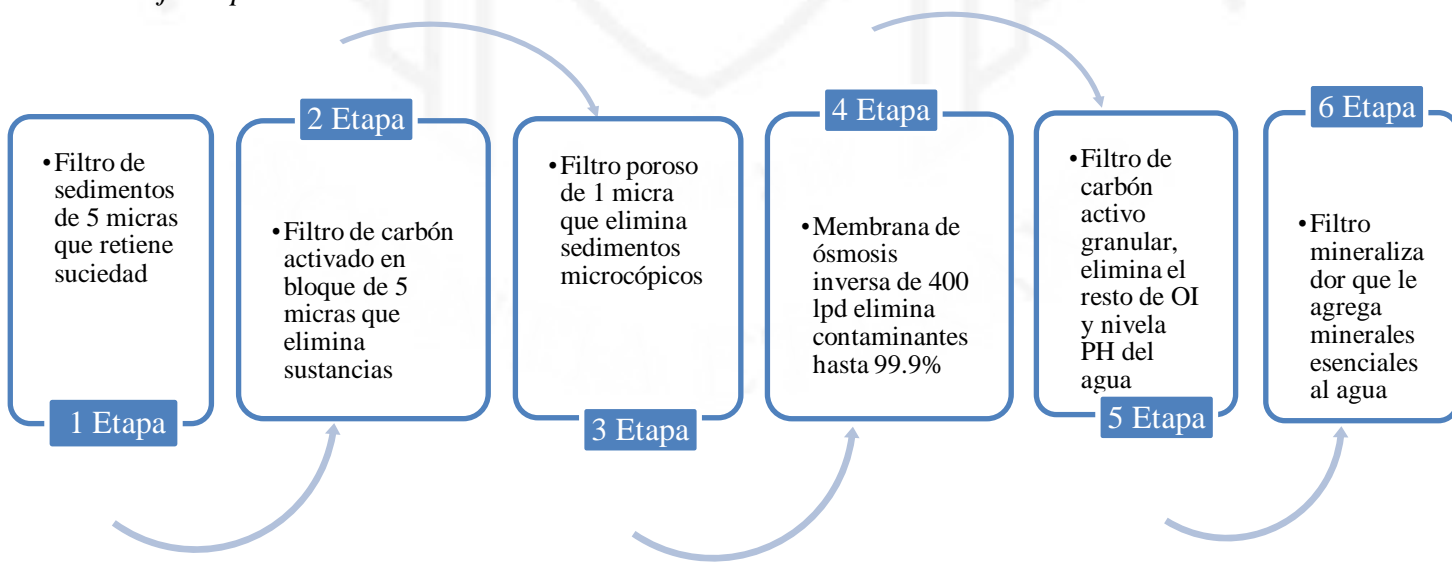 1 Etapa
•Filtro de
sedimentos
de 5 micras
que retiene
suciedad
2 Etapa
•Filtro de carbón
activado en
bloque de 5
micras que
elimina
sustancias
3 Etapa
•Filtro poroso
de 1 micra
que elimina
sedimentos
microcópicos
4 Etapa
•Membrana de
ósmosis
inversa de 400
lpd elimina
contaminantes
hasta 99.9%
5 Etapa
•Filtro de
carbón
activo
granular,
elimina el
resto de OI
y nivela
PH del
agua
6 Etapa
•Filtro
mineraliza
dor que le
agrega
minerales
esenciales
al agua